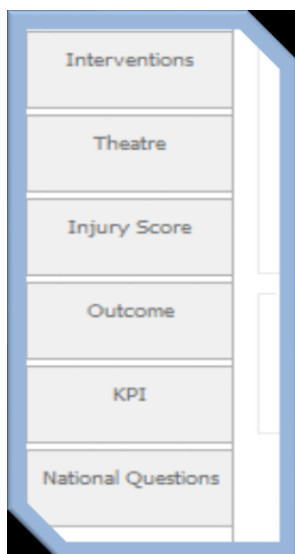 Interventions
Theatre
Injury Score
Outcome
KPI
National Questions